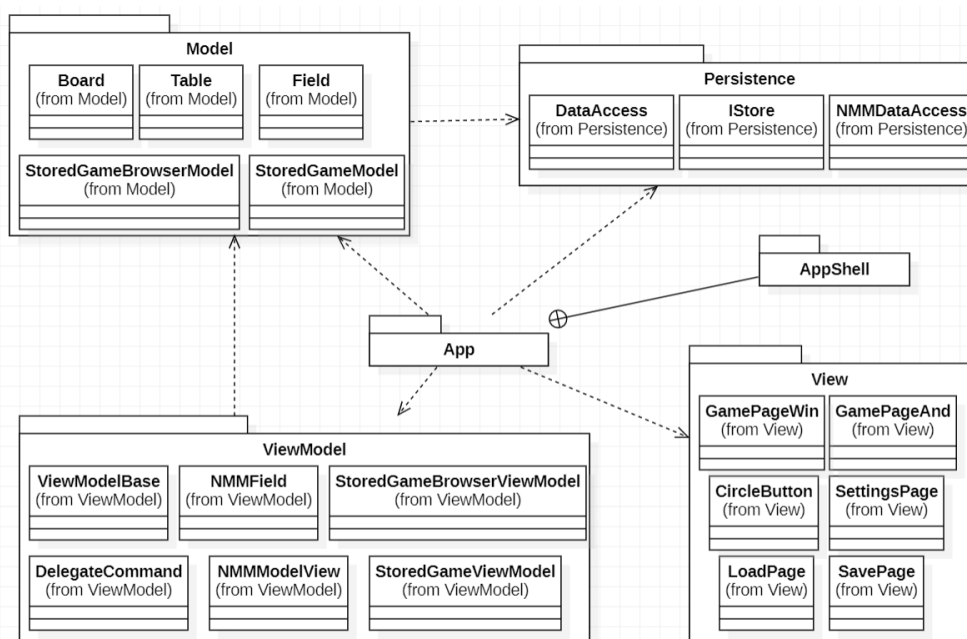 Model
Board
(from Model)
Table
(from Model)
Field
(from Model)
StoredGameBrowserModel
(from Model)
StoredGameModel
(from Model)
Persistence
DataAccess
(from Persistence)
IStore
(from Persistence)
NMMDataAccess
(from Persistence)
AppShell
App
ViewModel
ViewModelBase
(from ViewModel)
NMMField
(from ViewModel)
StoredGameBrowserViewModel
(from ViewModel)
DelegateCommand
(from ViewModel)
NMMModelView
(from ViewModel)
StoredGameViewModel
(from ViewModel)
View
GamePageWin
(from View)
GamePageAnd
(from View)
CircleButton
(from View)
SettingsPage
(from View)
LoadPage
(from View)
SavePage
(from View)